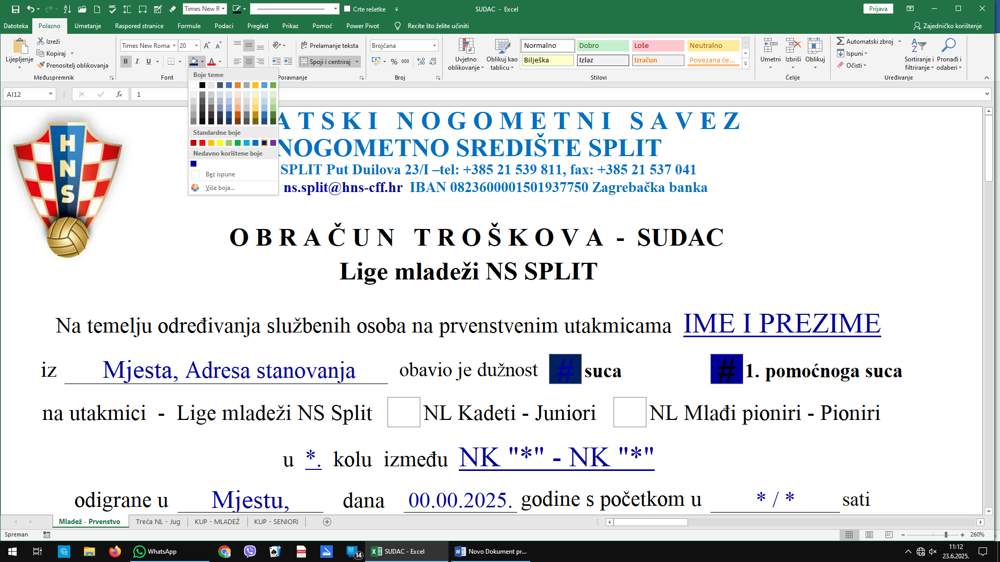 Times New R
Crte rešetke
SUDAC - Excel
Prijava
Datoteka Polazno Umetanje Raspored stranice Formule Podaci Pregled Prikaz Pomoć Power Pivot Recite što želite učiniti
Zajedničko korištenje
Lijepljenje
Izreži
Kopiraj
Prenositelj oblikovanja
Međuspremnik
Times New Roma 20
B I U A
Font
Prelamanje teksta
Spoji i centriraj
Poravnanje
Brojčana
% 000
Broj
Uvjetno oblikovanje
Oblikuj kao tablicu
Normalno Dobro Loše Neutralno
Bilješka Izlaz Izračun Povezana će...
Stilovi
Umetni Izbriši Oblikuj
Ćelije
Automatski zbroj
Ispuni
Očisti
Sortiranje i filtriranje
Pronađi i odaberi
Uređivanje
AI12
fx
1
Boje teme
Standardne boje
Nedavno korištene boje
Bez ispune
Više boja...
HNS
A T S K I N O G O M E T N I S A V E Z
NOGOMETNO SREDIŠTE SPLIT
SPLIT Put Duilova 23/I –tel: +385 21 539 811, fax: +385 21 537 041
ns.split@hns-cff.hr IBAN 0823600001501937750 Zagrebačka banka
O B R A Č U N T R O Š K O V A - SUDAC
Lige mladeži NS SPLIT
Na temelju određivanja službenih osoba na prvenstvenim utakmicama IME I PREZIME
iz Mjesta, Adresa stanovanja obavio je dužnost # suca # 1. pomoćnoga suca
na utakmici - Lige mladeži NS Split NL Kadeti - Juniori NL Mlađi pioniri - Pioniri
u *. kolu između NK "*" - NK "*"
odigrane u Mjestu, dana 00.00.2025. godine s početkom u * / * sati
Mladež - Prvenstvo Treća NL - Jug KUP - MLADEŽ KUP - SENIORI
Spreman
260%
WhatsApp
14
SUDAC - Excel
Novo Dokument pr...
11:12
23.6.2025.